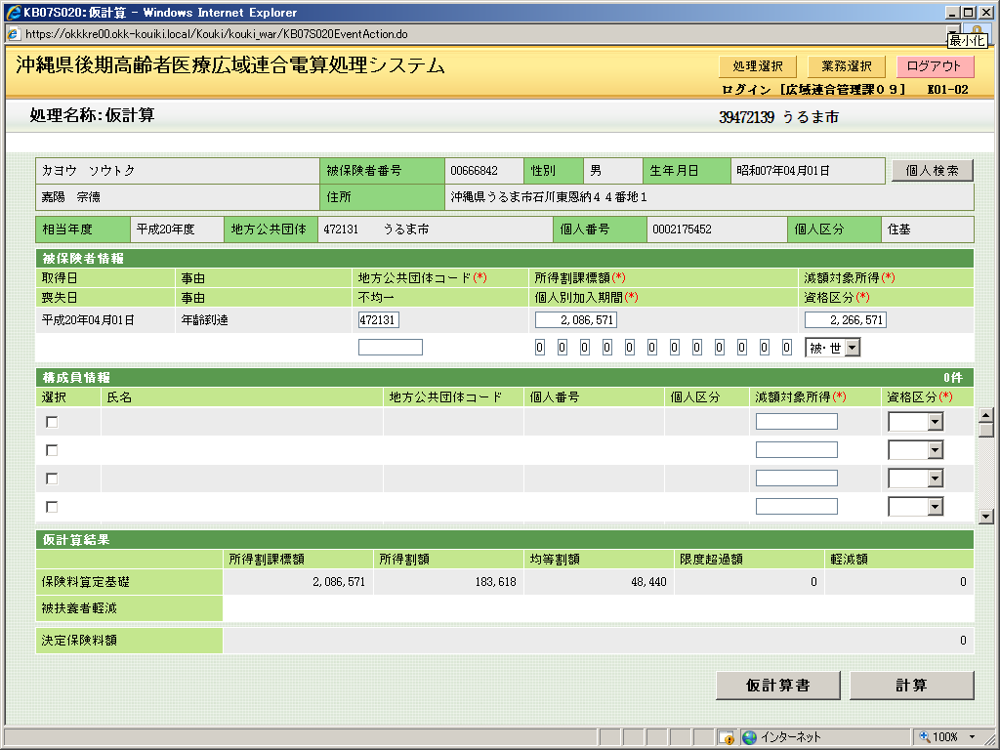 KB07S020:仮計算 - Windows Internet Explorer
https://okkkre00.okk-kouiki.local/Kouki/kouki_war/KB07S020EventAction.do
最小化
沖縄県後期高齢者医療広域連合電算処理システム
処理選択 業務選択 ログアウト
ログイン [広域連合管理課09] K01-02
処理名称:仮計算 39472139 うるま市
カヨウ ソウトク 被保険者番号 00666842 性別 男 生年月日 昭和07年04月01日 個人検索
嘉陽 宗徳 住所 沖縄県うるま市石川東恩納44番地1
相当年度 平成20年度 地方公共団体 472131 うるま市 個人番号 0002175452 個人区分 住基
被保険者情報
取得日 事由 地方公共団体コード(*) 所得割課標額(*) 減額対象所得(*)
喪失日 事由 不均一 個人別加入期間(*) 資格区分(*)
平成20年04月01日 年齢到達 472131 2,086,571 2,266,571
0 0 0 0 0 0 0 0 0 0 0 0 被・世
構成員情報 0件
選択 氏名 地方公共団体コード 個人番号 個人区分 減額対象所得(*) 資格区分(*)
仮計算結果
所得割課標額 所得割額 均等割額 限度超過額 軽減額
保険料算定基礎 2,086,571 183,618 48,440 0 0
被扶養者軽減
決定保険料額 0
仮計算書 計算
インターネット 100%